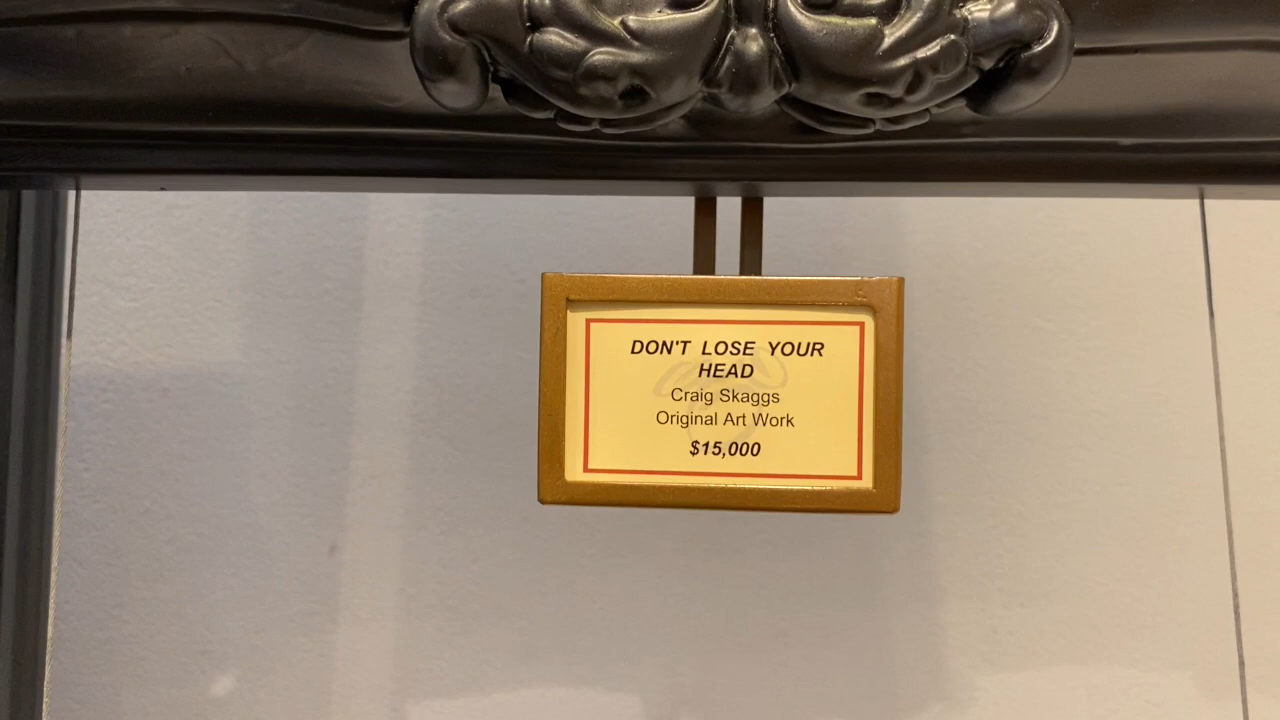 DON'T LOSE YOUR
HEAD
Craig Skaggs
Original Art Work
$15,000